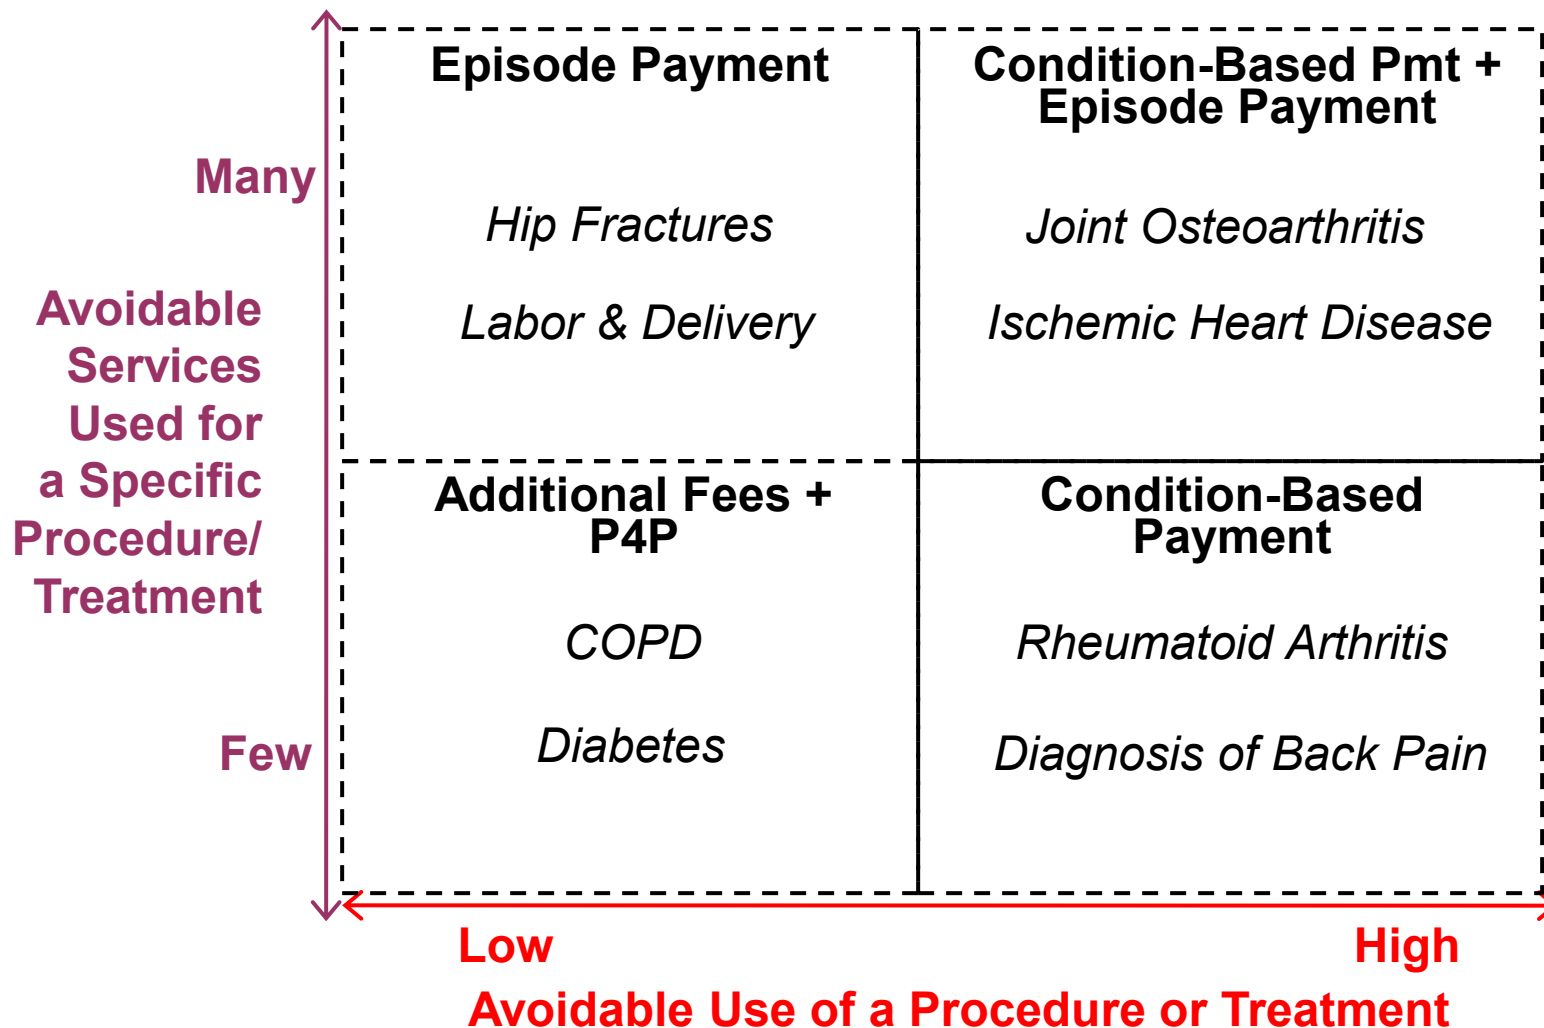 Episode Payment
Condition-Based Pmt +
Episode Payment
Many
Hip Fractures
Joint Osteoarthritis
Labor & Delivery
Ischemic Heart Disease
Avoidable
Services
Used for
a Specific
Procedure/
Treatment
Additional Fees +
P4P
Condition-Based
Payment
COPD
Rheumatoid Arthritis
Few
Diabetes
Diagnosis of Back Pain
Low
High
Avoidable Use of a Procedure or Treatment